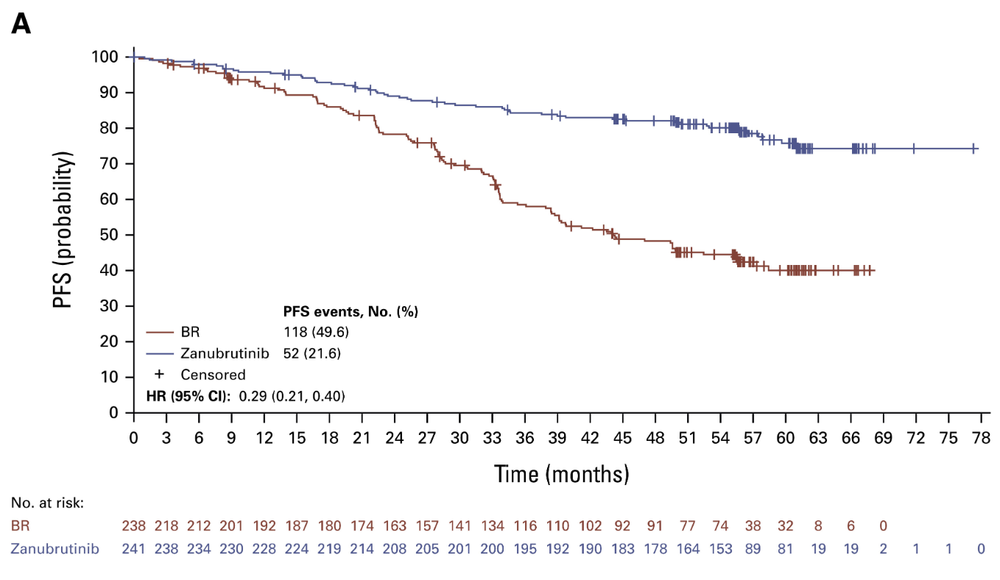 A
100
90
80
70
60
50
40
30
20
10
0
PFS (probability)
PFS events, No. (%)
BR 118 (49.6)
Zanubrutinib 52 (21.6)
+ Censored
HR (95% CI): 0.29 (0.21, 0.40)
0 3 6 9 12 15 18 21 24 27 30 33 36 39 42 45 48 51 54 57 60 63 66 69 72 75 78
Time (months)
No. at risk:
BR 238 218 212 201 192 187 180 174 163 157 141 134 116 110 102 92 91 77 74 38 32 8 6 0
Zanubrutinib 241 238 234 230 228 224 219 214 208 205 201 200 195 192 190 183 178 164 153 89 81 19 19 2 1 1 0